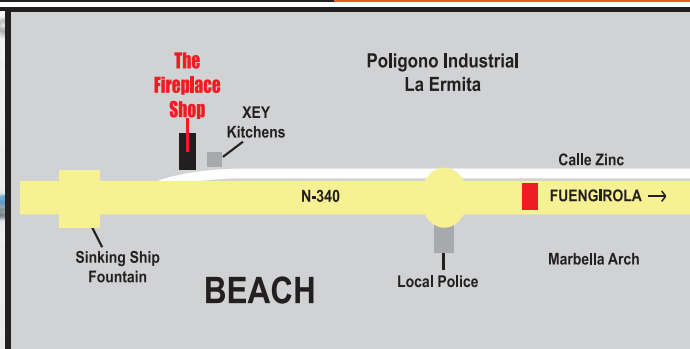 The
Fireplace
Shop
XEY
Kitchens
Poligono Industrial
La Ermita
Calle Zinc
N-340
FUENGIROLA →
Sinking Ship
Fountain
BEACH
Local Police
Marbella Arch